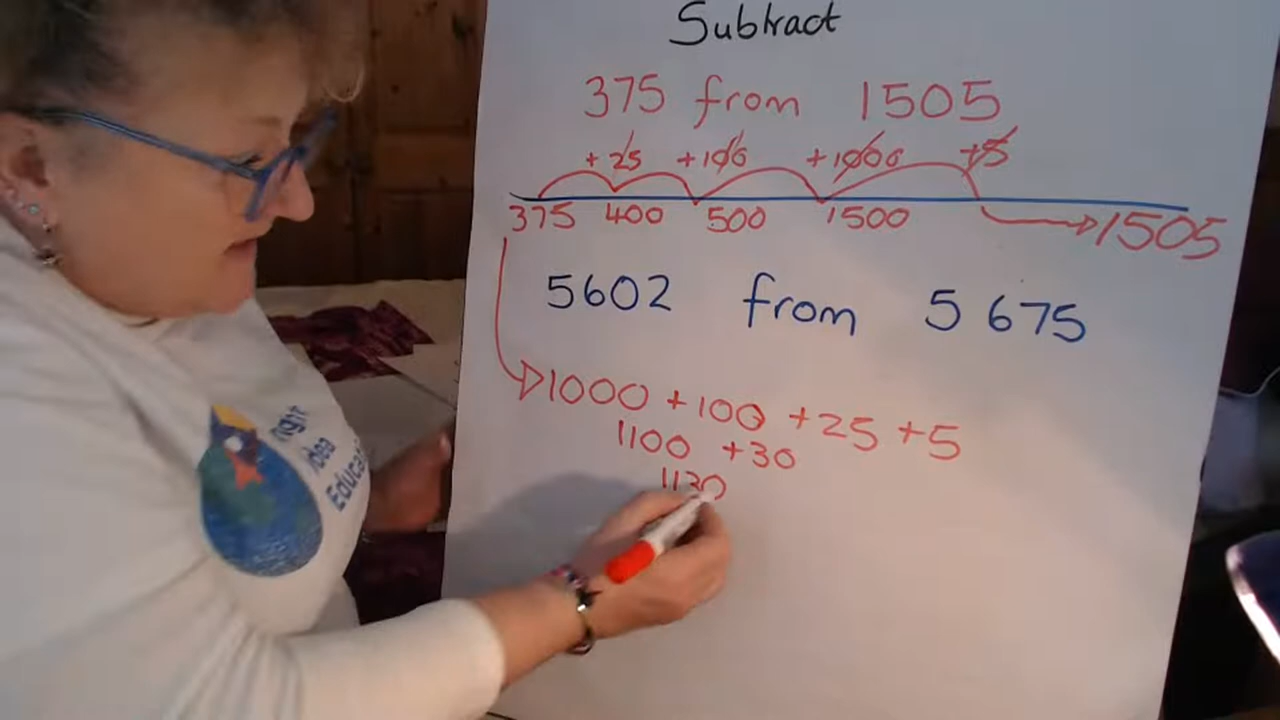 Subtract
375 from 1505
+25 +100 +1000 +5
375 400 500 1500 1505
5602 from 5675
1000 +100 +25 +5
1100 +30
1130
idea